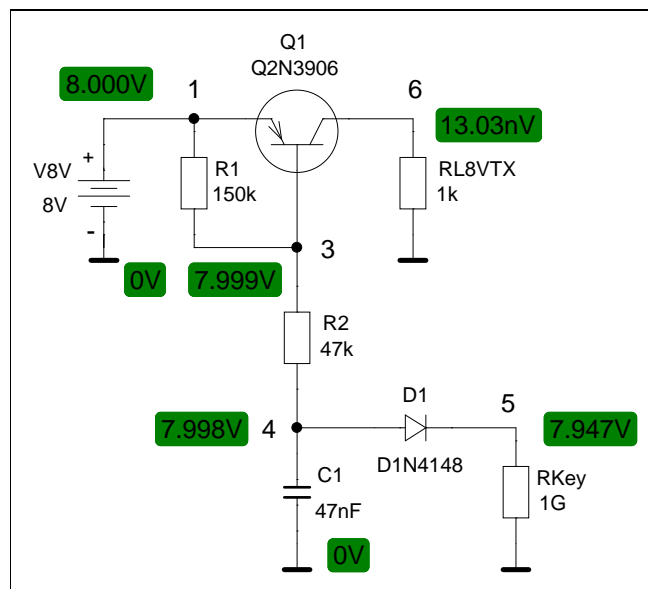 Q1
Q2N3906
8.000V
1
6
13.03nV
+
V8V
8V
-
R1
150k
RL8VTX
1k
3
0V
7.999V
R2
47k
D1
5
7.998V
4
7.947V
D1N4148
C1
47nF
RKey
1G
0V